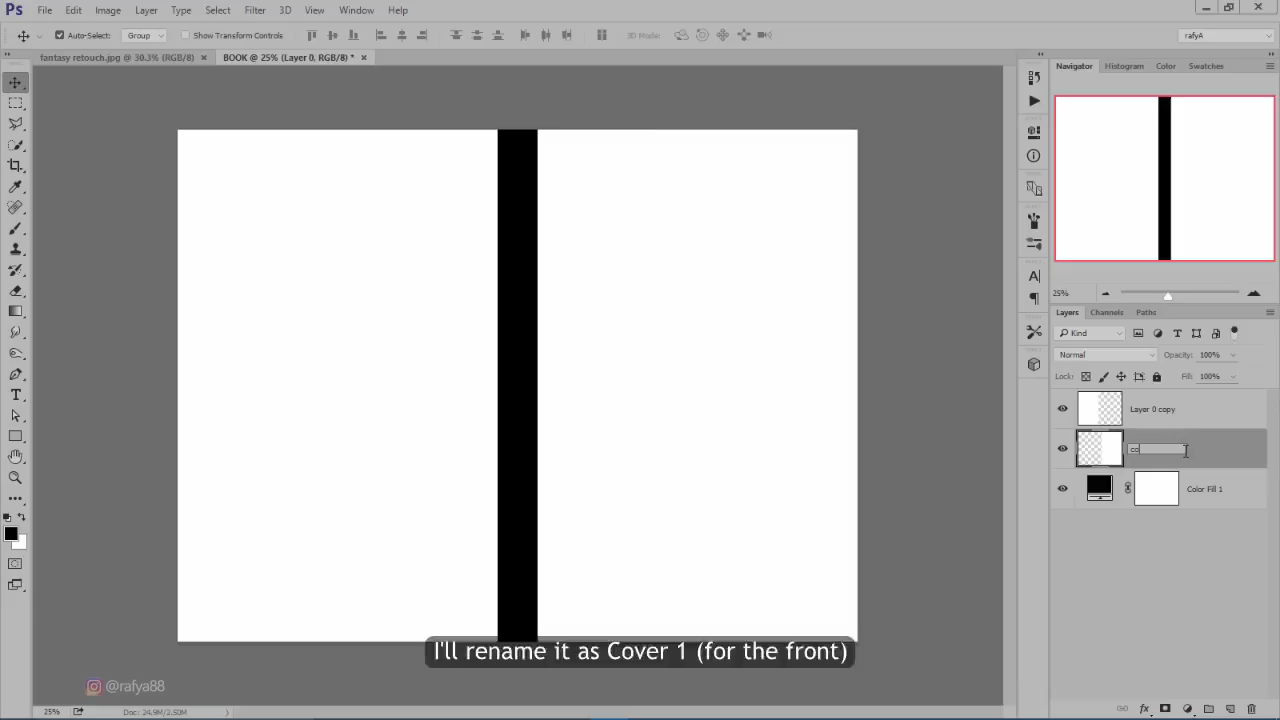 Ps File Edit Image Layer Type Select Filter 3D View Window Help
Auto-Select: Group Show Transform Controls 3D Mode: rafyA
fantasy retouch.jpg @ 30.3% (RGB/8) × BOOK @ 25% (Layer 0, RGB/8) * ×
Navigator Histogram Color Swatches
25%
Layers Channels Paths
Kind
Normal Opacity: 100%
Lock: Fill: 100%
Layer 0 copy
co
Color Fill 1
I'll rename it as Cover 1 (for the front)
@rafya88
25% Doc: 24.9M/2.50M